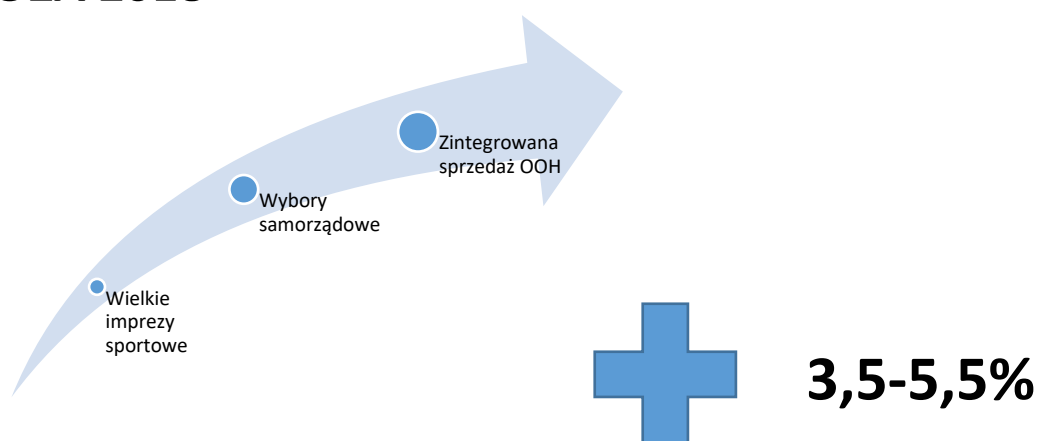 Wielkie
imprezy
sportowe
Wybory
samorządowe
Zintegrowana
sprzedaż OOH
3,5-5,5%